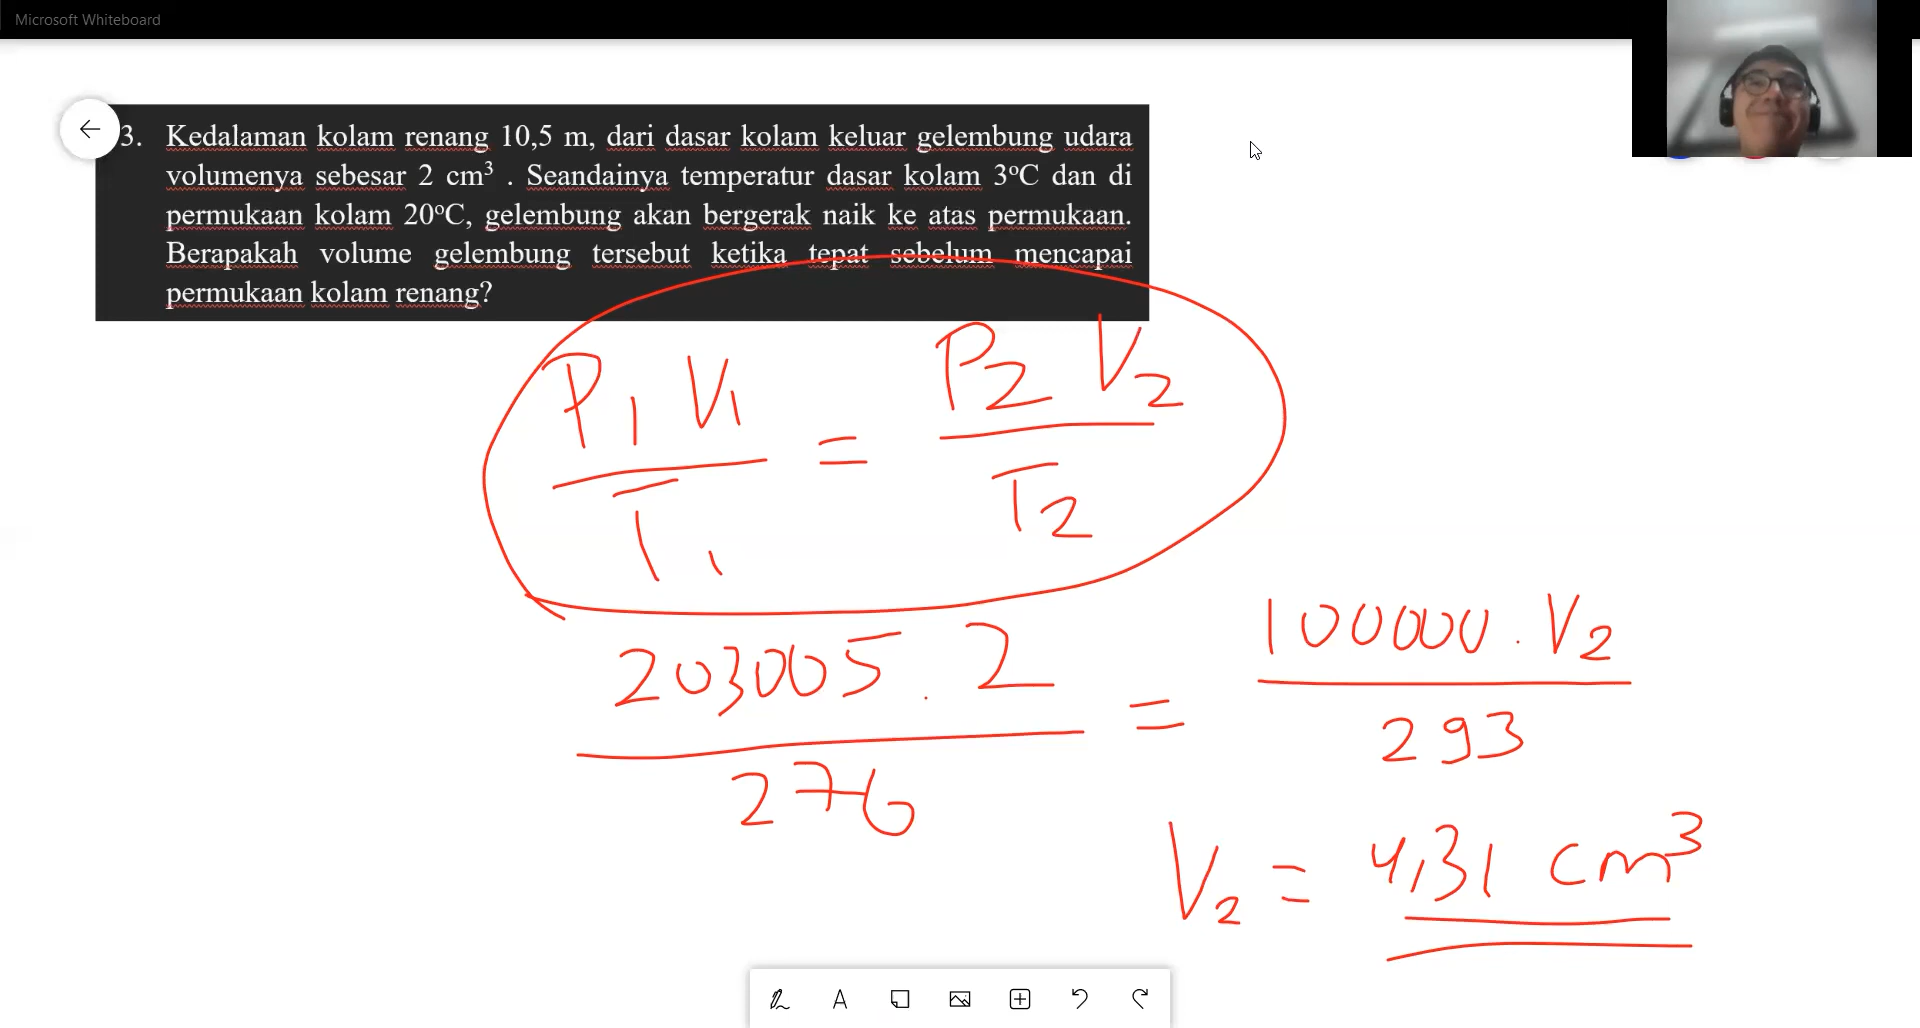 Microsoft Whiteboard
3. Kedalaman kolam renang 10,5 m, dari dasar kolam keluar gelembung udara
volumenya sebesar 2 cm³ . Seandainya temperatur dasar kolam 3°C dan di
permukaan kolam 20°C, gelembung akan bergerak naik ke atas permukaan.
Berapakah volume gelembung tersebut ketika tepat sebelum mencapai
permukaan kolam renang?
P₁ V₁ / T₁ = P₂ V₂ / T₂
203005 . 2 / 276 = 100000 . V₂ / 293
V₂ = 4,31 cm³
A